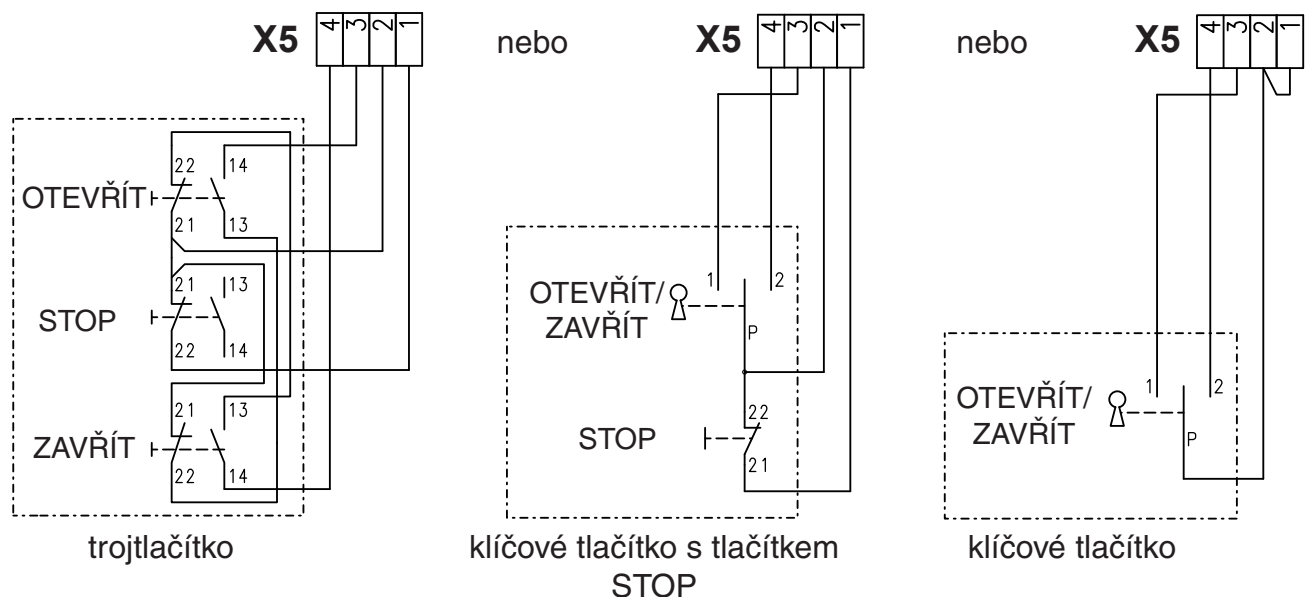 X5 4 3 2 1
22 14
OTEVŘÍT
21 13
21 13
STOP
22 14
21 13
ZAVŘÍT
22 14
trojtlačítko
nebo
X5 4 3 2 1
1 2
OTEVŘÍT/
ZAVŘÍT
P
22
STOP
21
klíčové tlačítko s tlačítkem
STOP
nebo
X5 4 3 2 1
1 2
OTEVŘÍT/
ZAVŘÍT
P
klíčové tlačítko